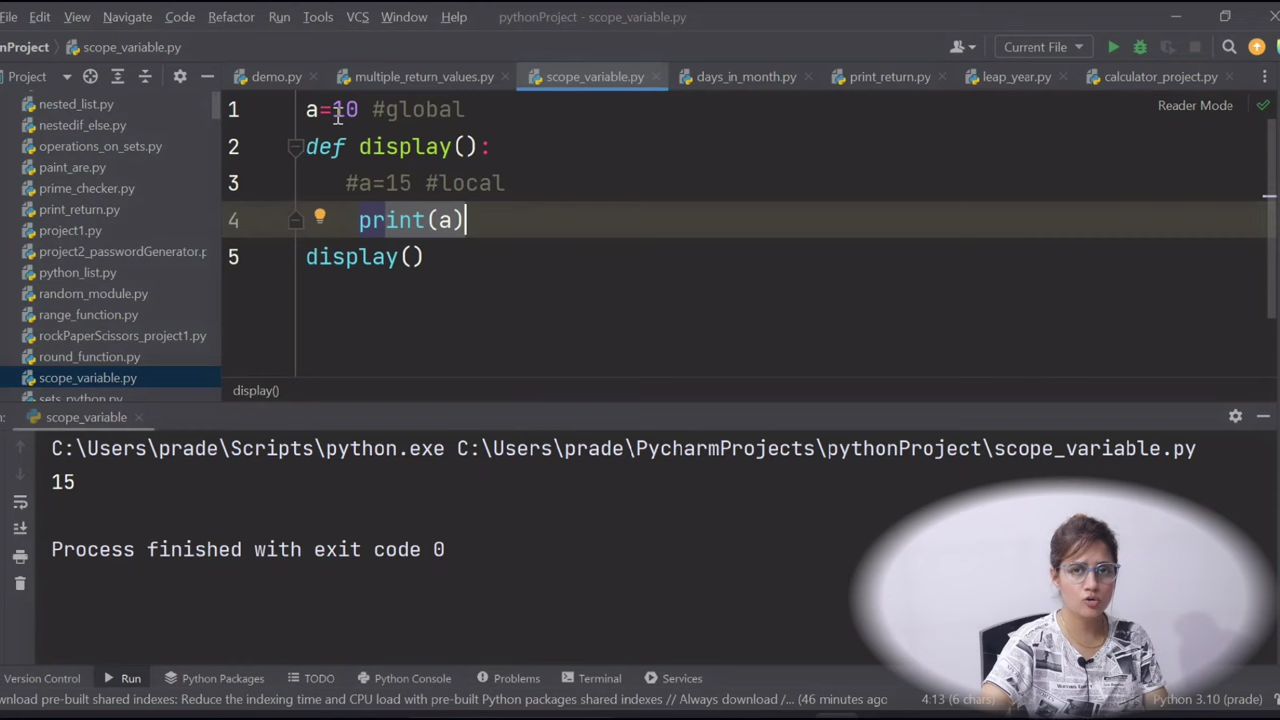 File Edit View Navigate Code Refactor Run Tools VCS Window Help pythonProject - scope_variable.py
nProject scope_variable.py Current File
Project demo.py multiple_return_values.py scope_variable.py days_in_month.py print_return.py leap_year.py calculator_project.py
nested_list.py
nestedif_else.py
operations_on_sets.py
paint_are.py
prime_checker.py
print_return.py
project1.py
project2_passwordGenerator.p
python_list.py
random_module.py
range_function.py
rockPaperScissors_project1.py
round_function.py
scope_variable.py
sets_python.py
Reader Mode
1 a=10 #global
2 def display():
3 #a=15 #local
4 print(a)
5 display()
display()
: scope_variable
C:\Users\prade\Scripts\python.exe C:\Users\prade\PycharmProjects\pythonProject\scope_variable.py
15
Process finished with exit code 0
Version Control Run Python Packages TODO Python Console Problems Terminal Services
wnload pre-built shared indexes: Reduce the indexing time and CPU load with pre-built Python packages shared indexes // Always download /... (46 minutes ago) 4:13 (6 chars) Python 3.10 (prade)